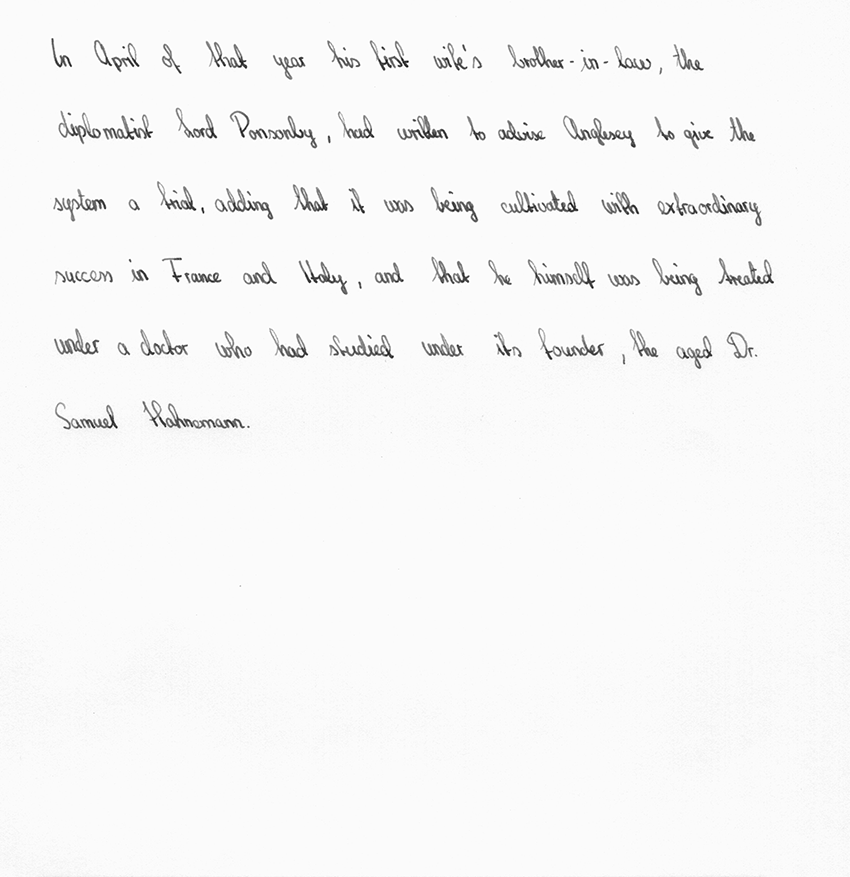 In April of that year his first wife's brother-in-law, the
diplomatist Lord Ponsonby, had written to advise Anglesey to give the
system a trial, adding that it was being cultivated with extraordinary
success in France and Italy, and that he himself was being treated
under a doctor who had studied under its founder, the aged Dr.
Samuel Hahnemann.